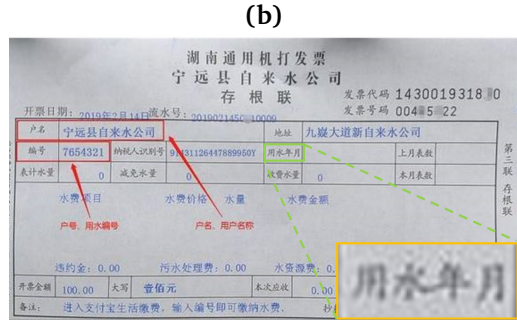 (b)
湖南通用机打发票
宁远县自来水公司
存根联
发票代码 1430019318 0
发票号码 004 5 22
开票日期: 2019年2月14日 流水号: 20190214500 10009
户名 宁远县自来水公司 地址 九嶷大道新自来水公司
编号 7654321 纳税人识别号 91431126447889950Y 用水年月 上月表数
表计水量 0 减免水量 0 收费水量 0 本月表数
水费项目 水费价格 水量 水费金额
户号、用水编号 户名、用户名称
第三联 存根联
违约金: 0.00 污水处理费: 0.00 水资源费: 0.
开票金额 100.00 大写 壹佰元 本次应收 0.00
备注: 进入支付宝生活缴费,输入编号即可缴纳水费。 抄
用水年月